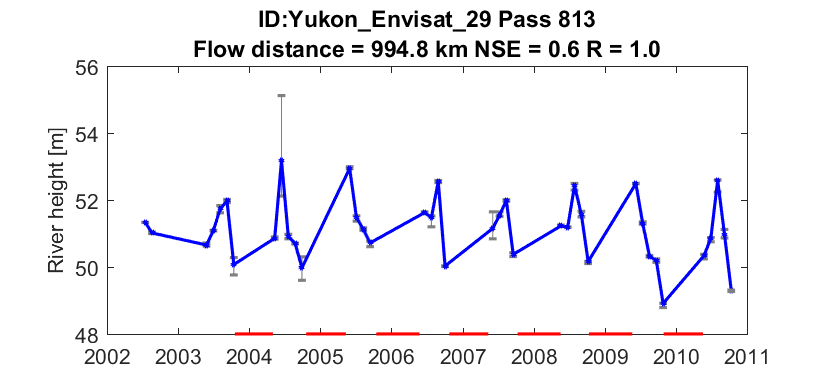 ID:Yukon_Envisat_29 Pass 813
Flow distance = 994.8 km NSE = 0.6 R = 1.0
River height [m]
56
54
52
50
48
2002 2003 2004 2005 2006 2007 2008 2009 2010 2011